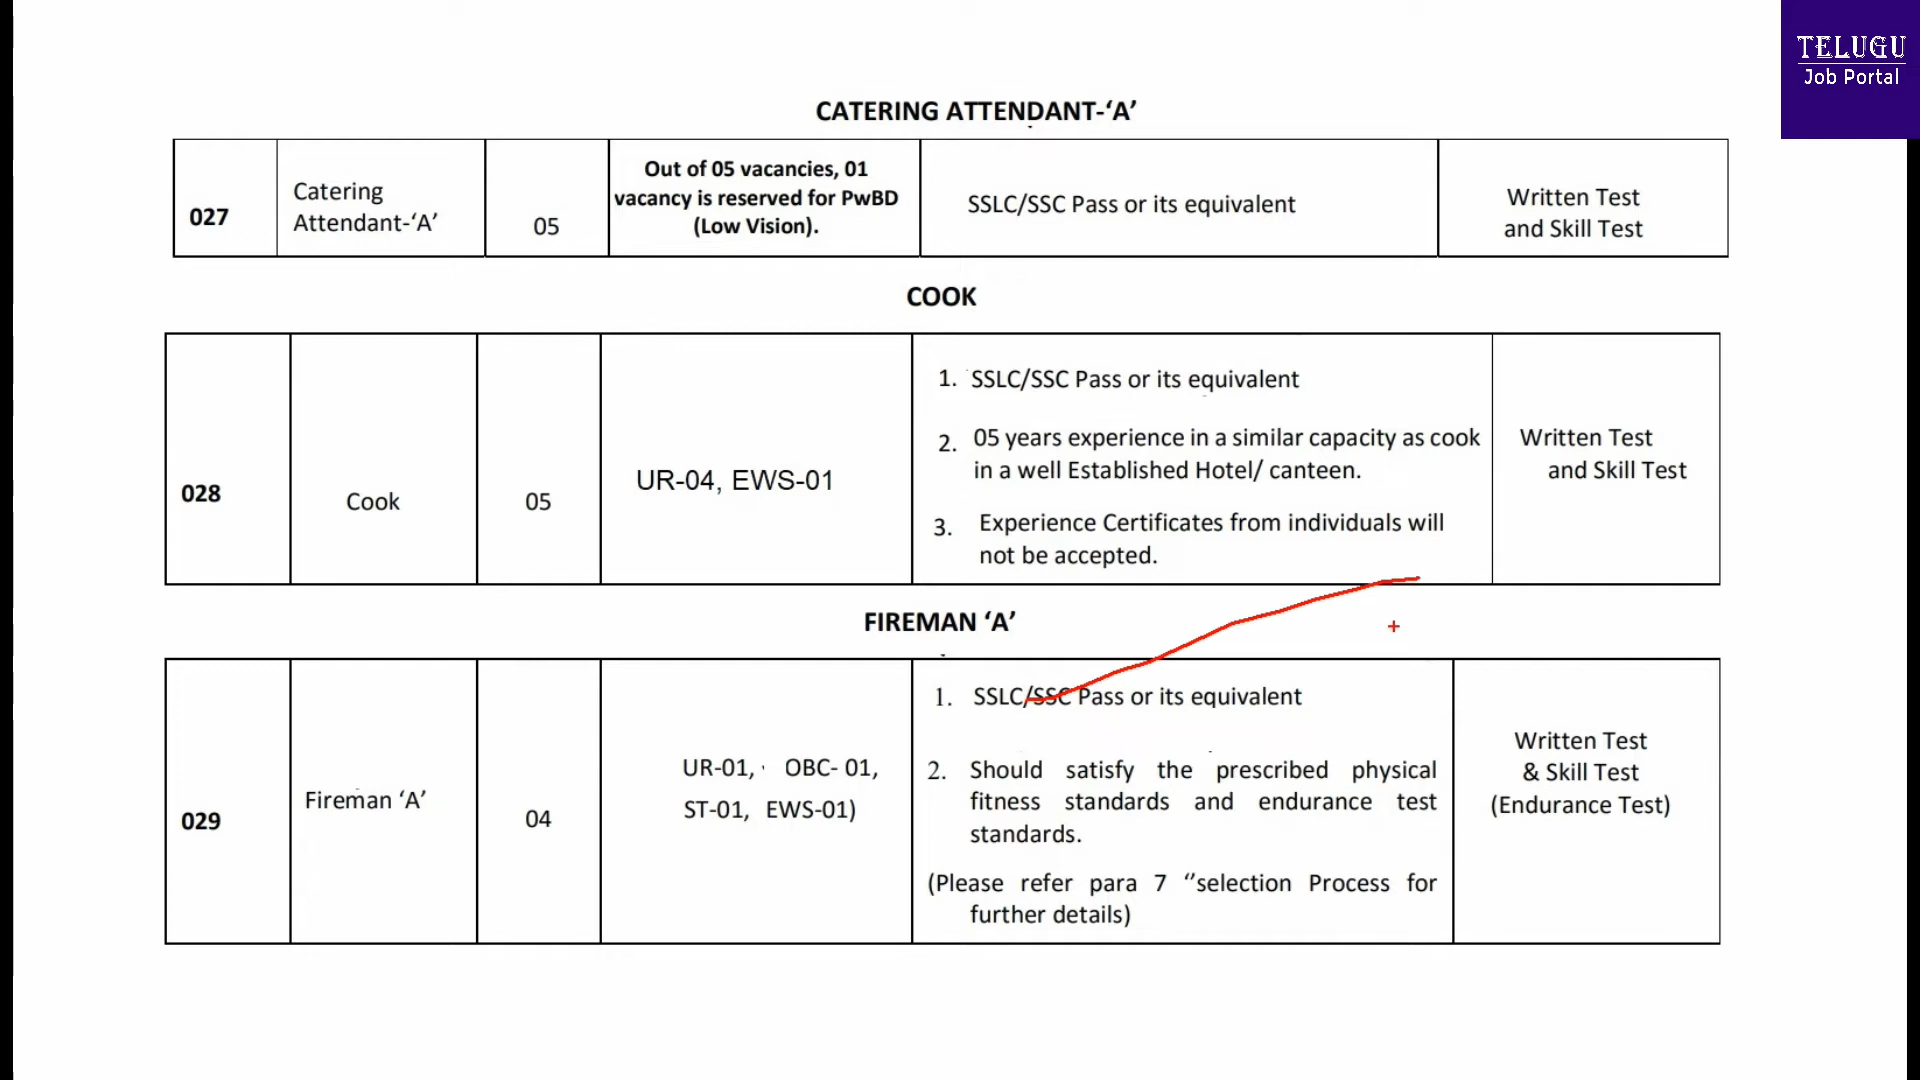 TELUGU
Job Portal
CATERING ATTENDANT-‘A’
027
Catering
Attendant-‘A’
05
Out of 05 vacancies, 01
vacancy is reserved for PwBD
(Low Vision).
SSLC/SSC Pass or its equivalent
Written Test
and Skill Test
COOK
028
Cook
05
UR-04, EWS-01
1. SSLC/SSC Pass or its equivalent
2. 05 years experience in a similar capacity as cook
in a well Established Hotel/ canteen.
3. Experience Certificates from individuals will
not be accepted.
Written Test
and Skill Test
FIREMAN ‘A’
029
Fireman ‘A’
04
UR-01, OBC- 01,
ST-01, EWS-01)
1. SSLC/SSC Pass or its equivalent
2. Should satisfy the prescribed physical
fitness standards and endurance test
standards.
(Please refer para 7 ‘’selection Process for
further details)
Written Test
& Skill Test
(Endurance Test)